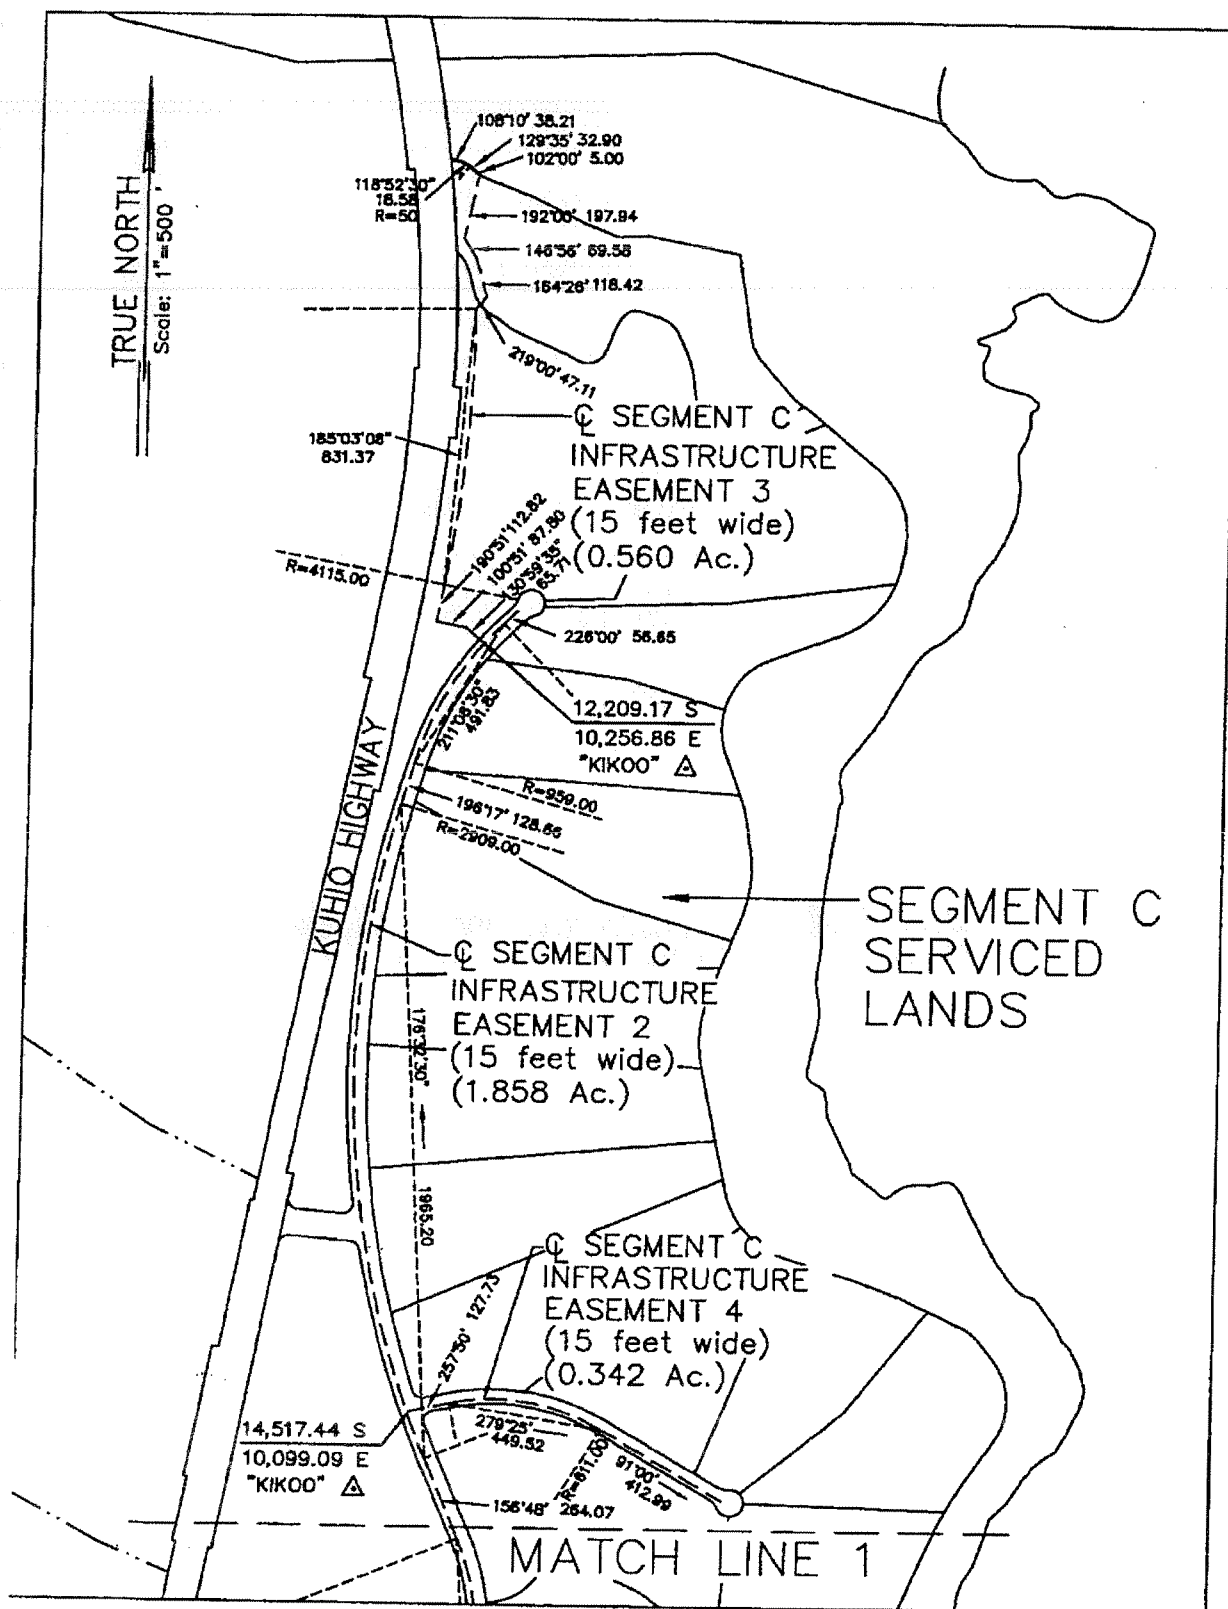 TRUE NORTH
Scale: 1"=500'
108°10' 38.21
129°35' 32.90
102°00' 5.00
118°52'30"
18.58
R=50
192°00' 197.94
146°56' 69.58
164°26' 118.42
219°00' 47.11
℄ SEGMENT C
INFRASTRUCTURE
EASEMENT 3
(15 feet wide)
(0.560 Ac.)
185°03'08"
831.37
190°51' 112.82
100°51' 87.80
130°59'35"
65.71
R=4115.00
226°00' 56.65
211°08'30"
491.83
12,209.17 S
10,256.86 E
"KIKOO"
R=959.00
196°17' 128.66
R=2909.00
KUHIO HIGHWAY
SEGMENT C
SERVICED
LANDS
℄ SEGMENT C
INFRASTRUCTURE
EASEMENT 2
(15 feet wide)
(1.858 Ac.)
176°32'30"
1965.20
℄ SEGMENT C
INFRASTRUCTURE
EASEMENT 4
(15 feet wide)
(0.342 Ac.)
257°50' 127.73
14,517.44 S
10,099.09 E
"KIKOO"
279°25'
449.52
R=611.00
91°00'
412.99
156°48' 264.07
MATCH LINE 1